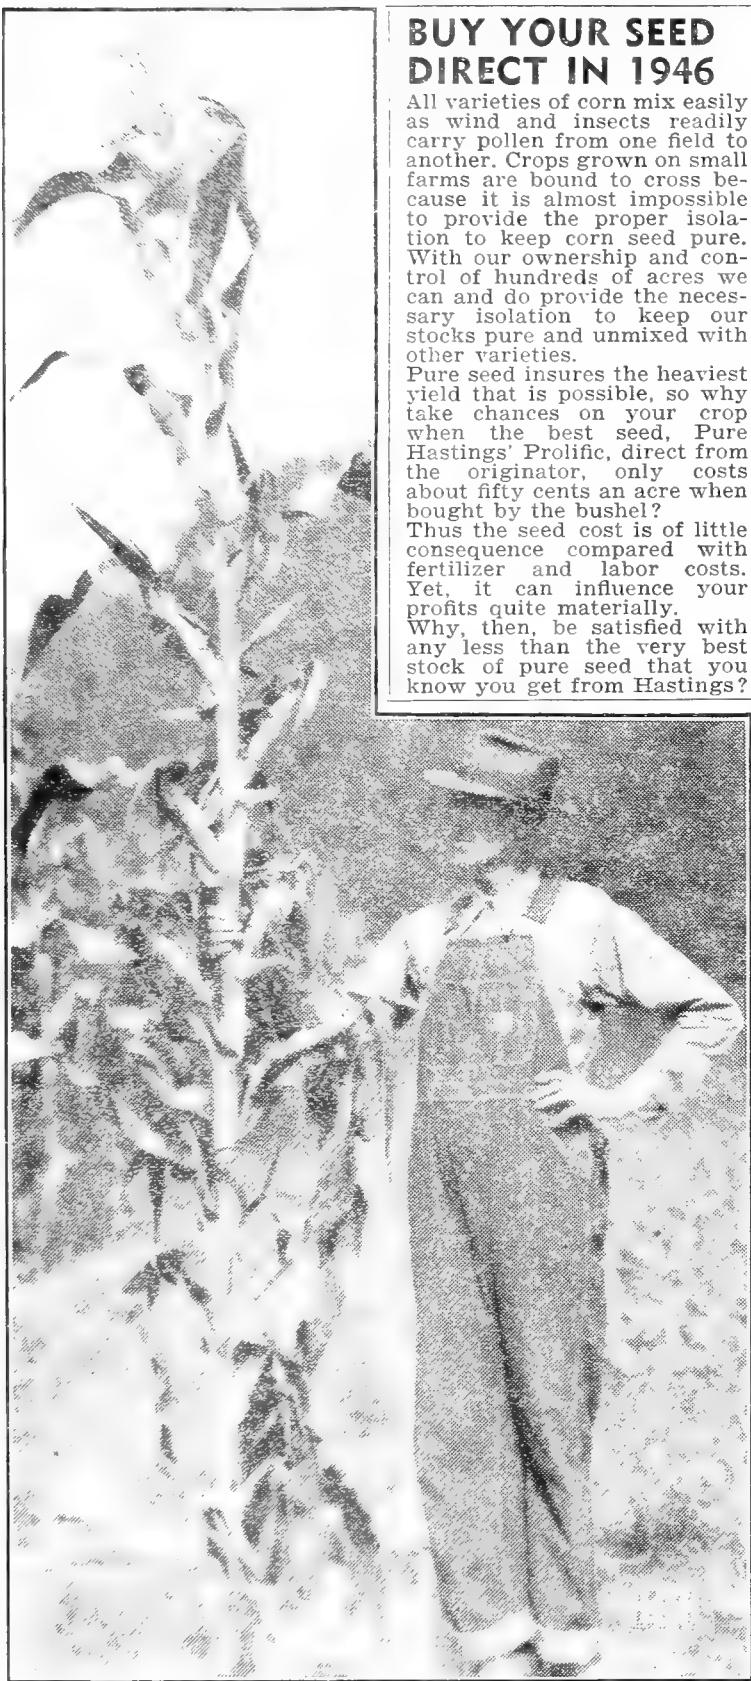 BUY YOUR SEED
DIRECT IN 1946
All varieties of corn mix easily
as wind and insects readily
carry pollen from one field to
another. Crops grown on small
farms are bound to cross be-
cause it is almost impossible
to provide the proper isola-
tion to keep corn seed pure.
With our ownership and con-
trol of hundreds of acres we
can and do provide the neces-
sary isolation to keep our
stocks pure and unmixed with
other varieties.
Pure seed insures the heaviest
yield that is possible, so why
take chances on your crop
when the best seed, Pure
Hastings' Prolific, direct from
the originator, only costs
about fifty cents an acre when
bought by the bushel?
Thus the seed cost is of little
consequence compared with
fertilizer and labor costs.
Yet, it can influence your
profits quite materially.
Why, then, be satisfied with
any less than the very best
stock of pure seed that you
know you get from Hastings?